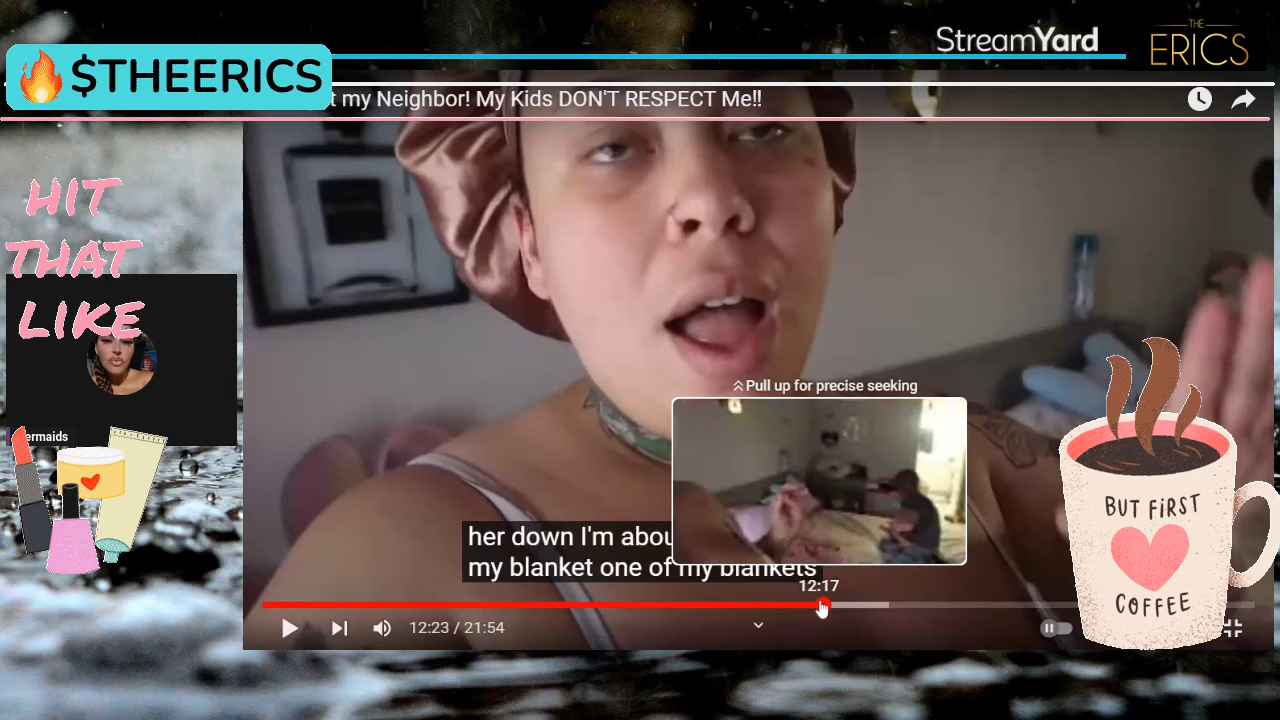 StreamYard
THE
ERICS
$THEERICS
t my Neighbor! My Kids DON'T RESPECT Me!!
HIT
THAT
LIKE
ermaids
Pull up for precise seeking
her down I'm abou
my blanket one of my blankets
12:17
12:23 / 21:54
BUT FIRST
COFFEE